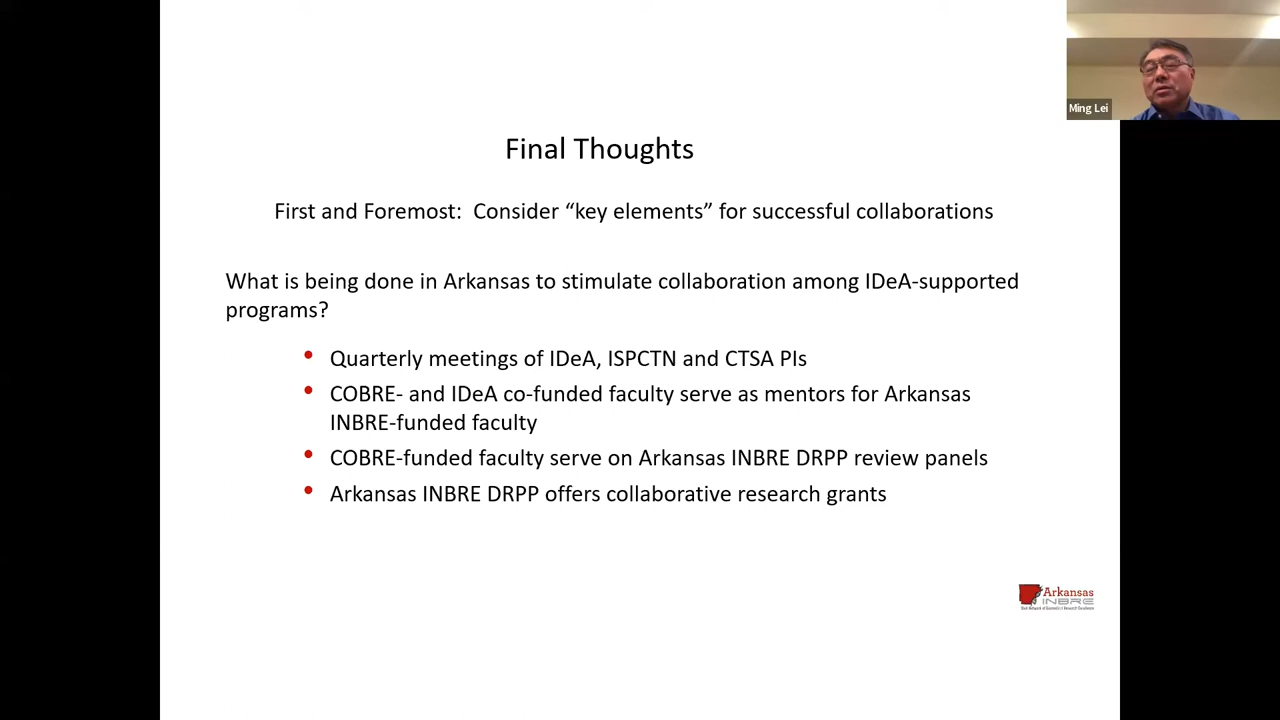 Ming Lei
Final Thoughts
First and Foremost:  Consider “key elements” for successful collaborations
What is being done in Arkansas to stimulate collaboration among IDeA-supported
programs?
• Quarterly meetings of IDeA, ISPCTN and CTSA PIs
• COBRE- and IDeA co-funded faculty serve as mentors for Arkansas
INBRE-funded faculty
• COBRE-funded faculty serve on Arkansas INBRE DRPP review panels
• Arkansas INBRE DRPP offers collaborative research grants
Arkansas
INBRE